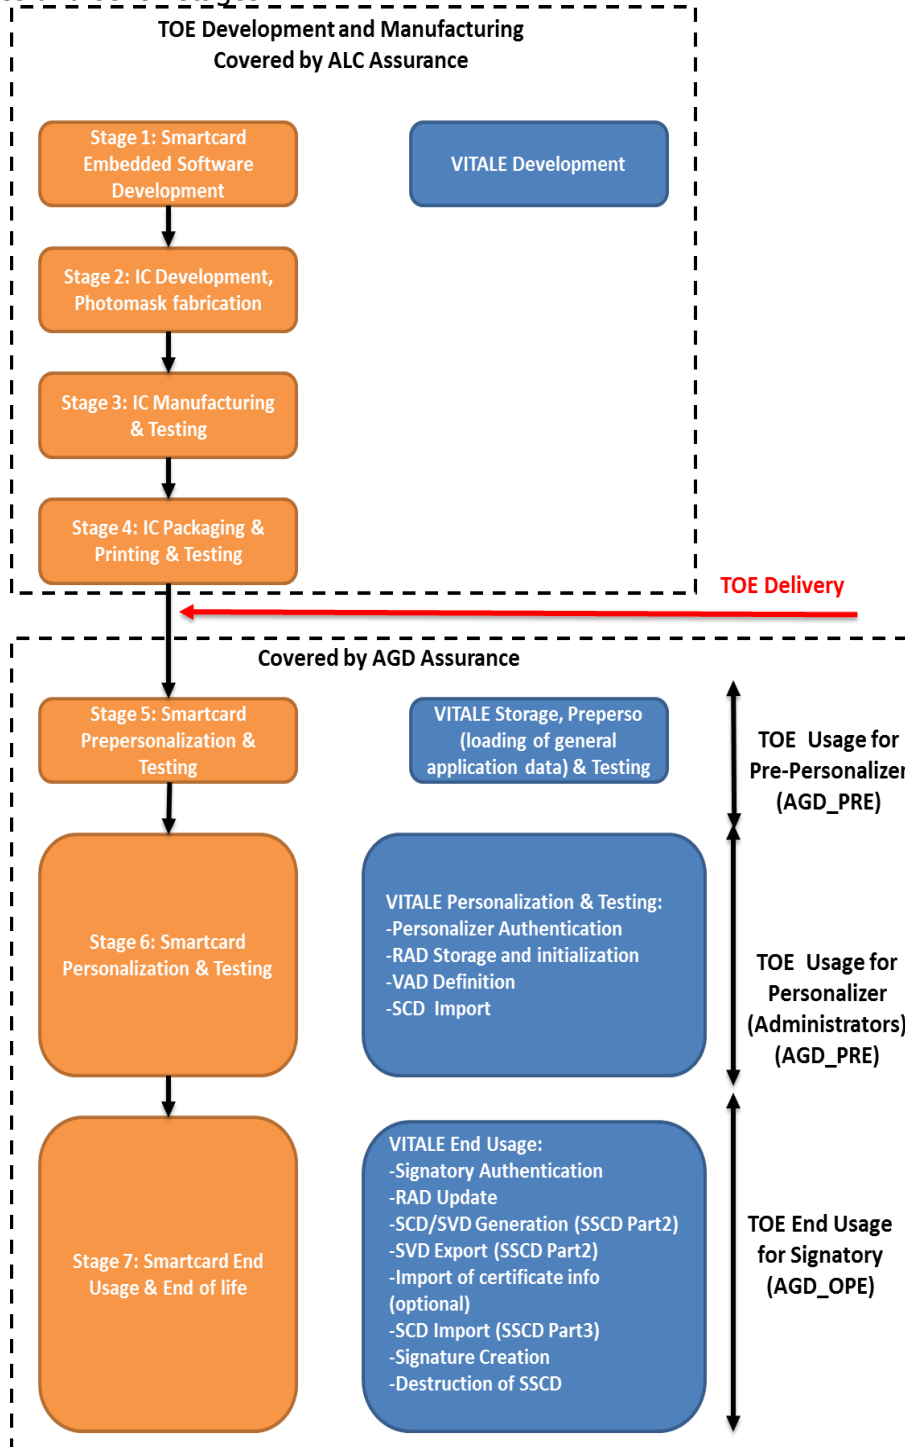 TOE Development and Manufacturing
Covered by ALC Assurance
Stage 1: Smartcard
Embedded Software
Development
VITALE Development
Stage 2: IC Development,
Photomask fabrication
Stage 3: IC Manufacturing
& Testing
Stage 4: IC Packaging &
Printing & Testing
TOE Delivery
Covered by AGD Assurance
Stage 5: Smartcard
Prepersonalization &
Testing
VITALE Storage, Preperso
(loading of general
application data) & Testing
TOE Usage for
Pre-Personalizer
(AGD_PRE)
Stage 6: Smartcard
Personalization & Testing
VITALE Personalization & Testing:
-Personalizer Authentication
-RAD Storage and initialization
-VAD Definition
-SCD Import
TOE Usage for
Personalizer
(Administrators)
(AGD_PRE)
Stage 7: Smartcard End
Usage & End of life
VITALE End Usage:
-Signatory Authentication
-RAD Update
-SCD/SVD Generation (SSCD Part2)
-SVD Export (SSCD Part2)
-Import of certificate info
(optional)
-SCD Import (SSCD Part3)
-Signature Creation
-Destruction of SSCD
TOE End Usage
for Signatory
(AGD_OPE)